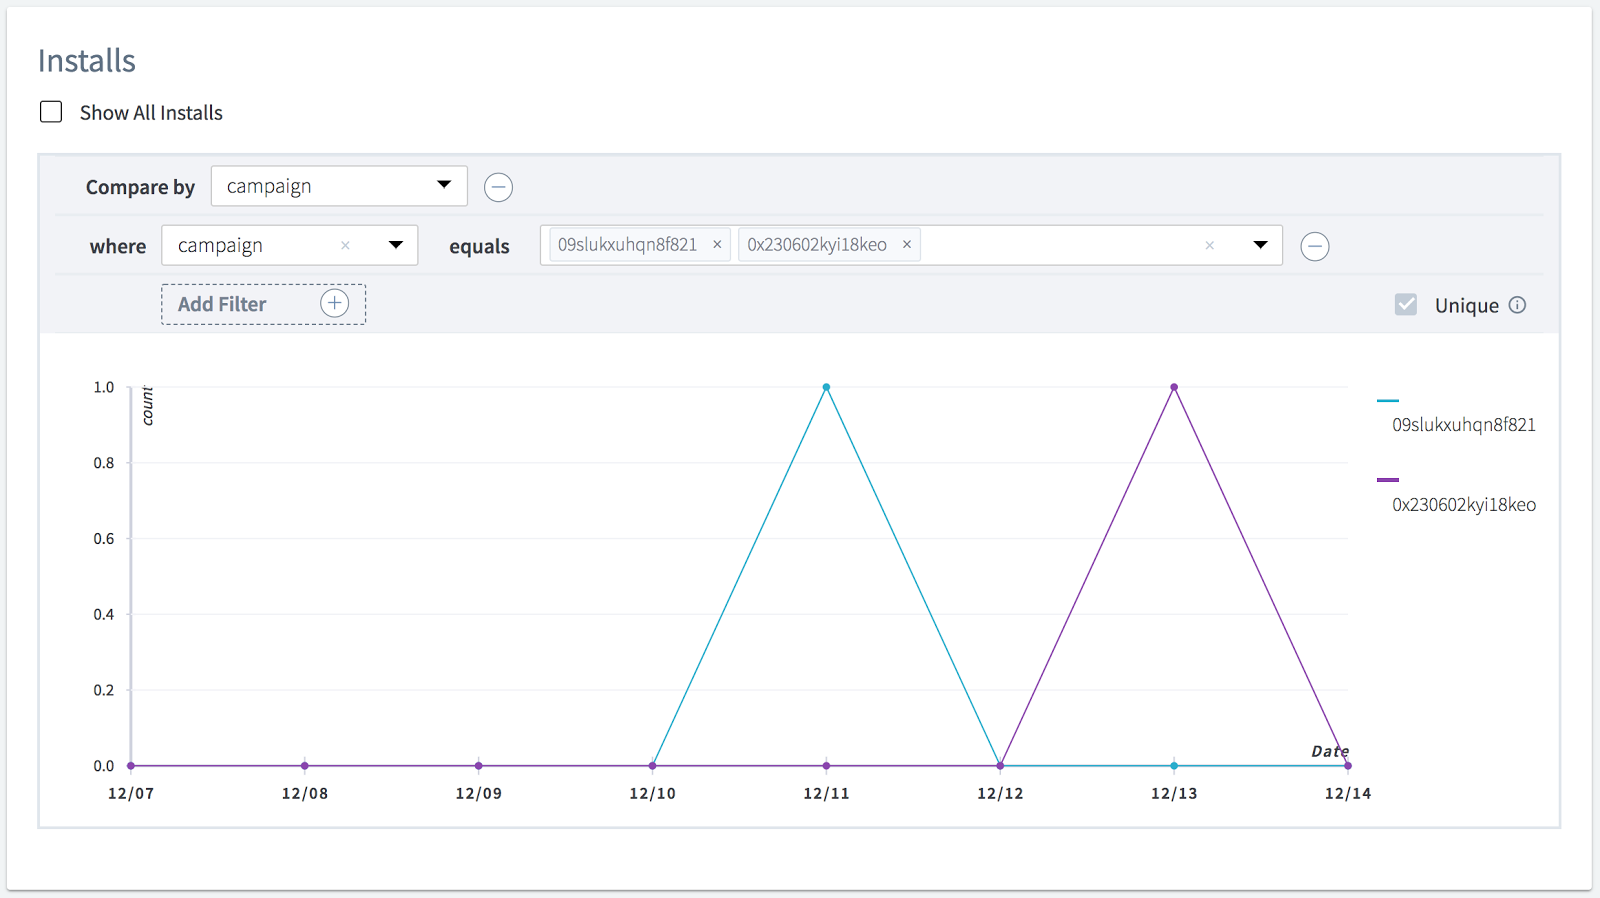 Installs
Show All Installs
Compare by campaign
where campaign × equals 09slukxuhqn8f821 × 0x230602kyi18keo × ×
Add Filter
Unique
1.0
count
0.8
0.6
0.4
0.2
0.0
Date
12/07 12/08 12/09 12/10 12/11 12/12 12/13 12/14
09slukxuhqn8f821
0x230602kyi18keo